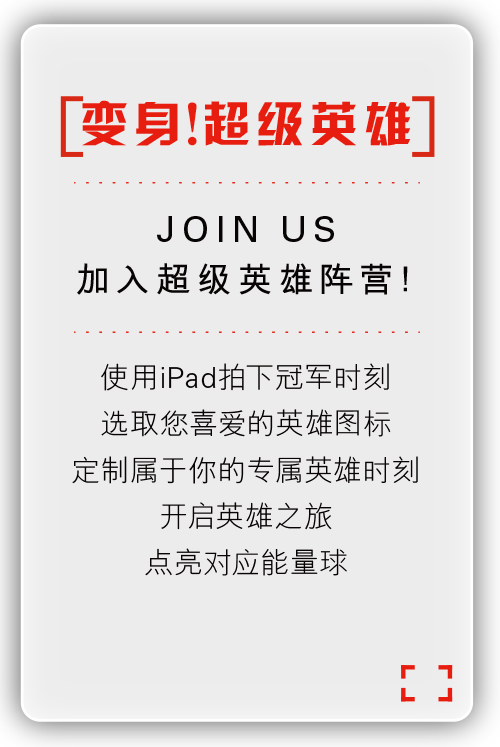 变身!超级英雄
JOIN US
加入超级英雄阵营!
使用iPad拍下冠军时刻
选取您喜爱的英雄图标
定制属于你的专属英雄时刻
开启英雄之旅
点亮对应能量球